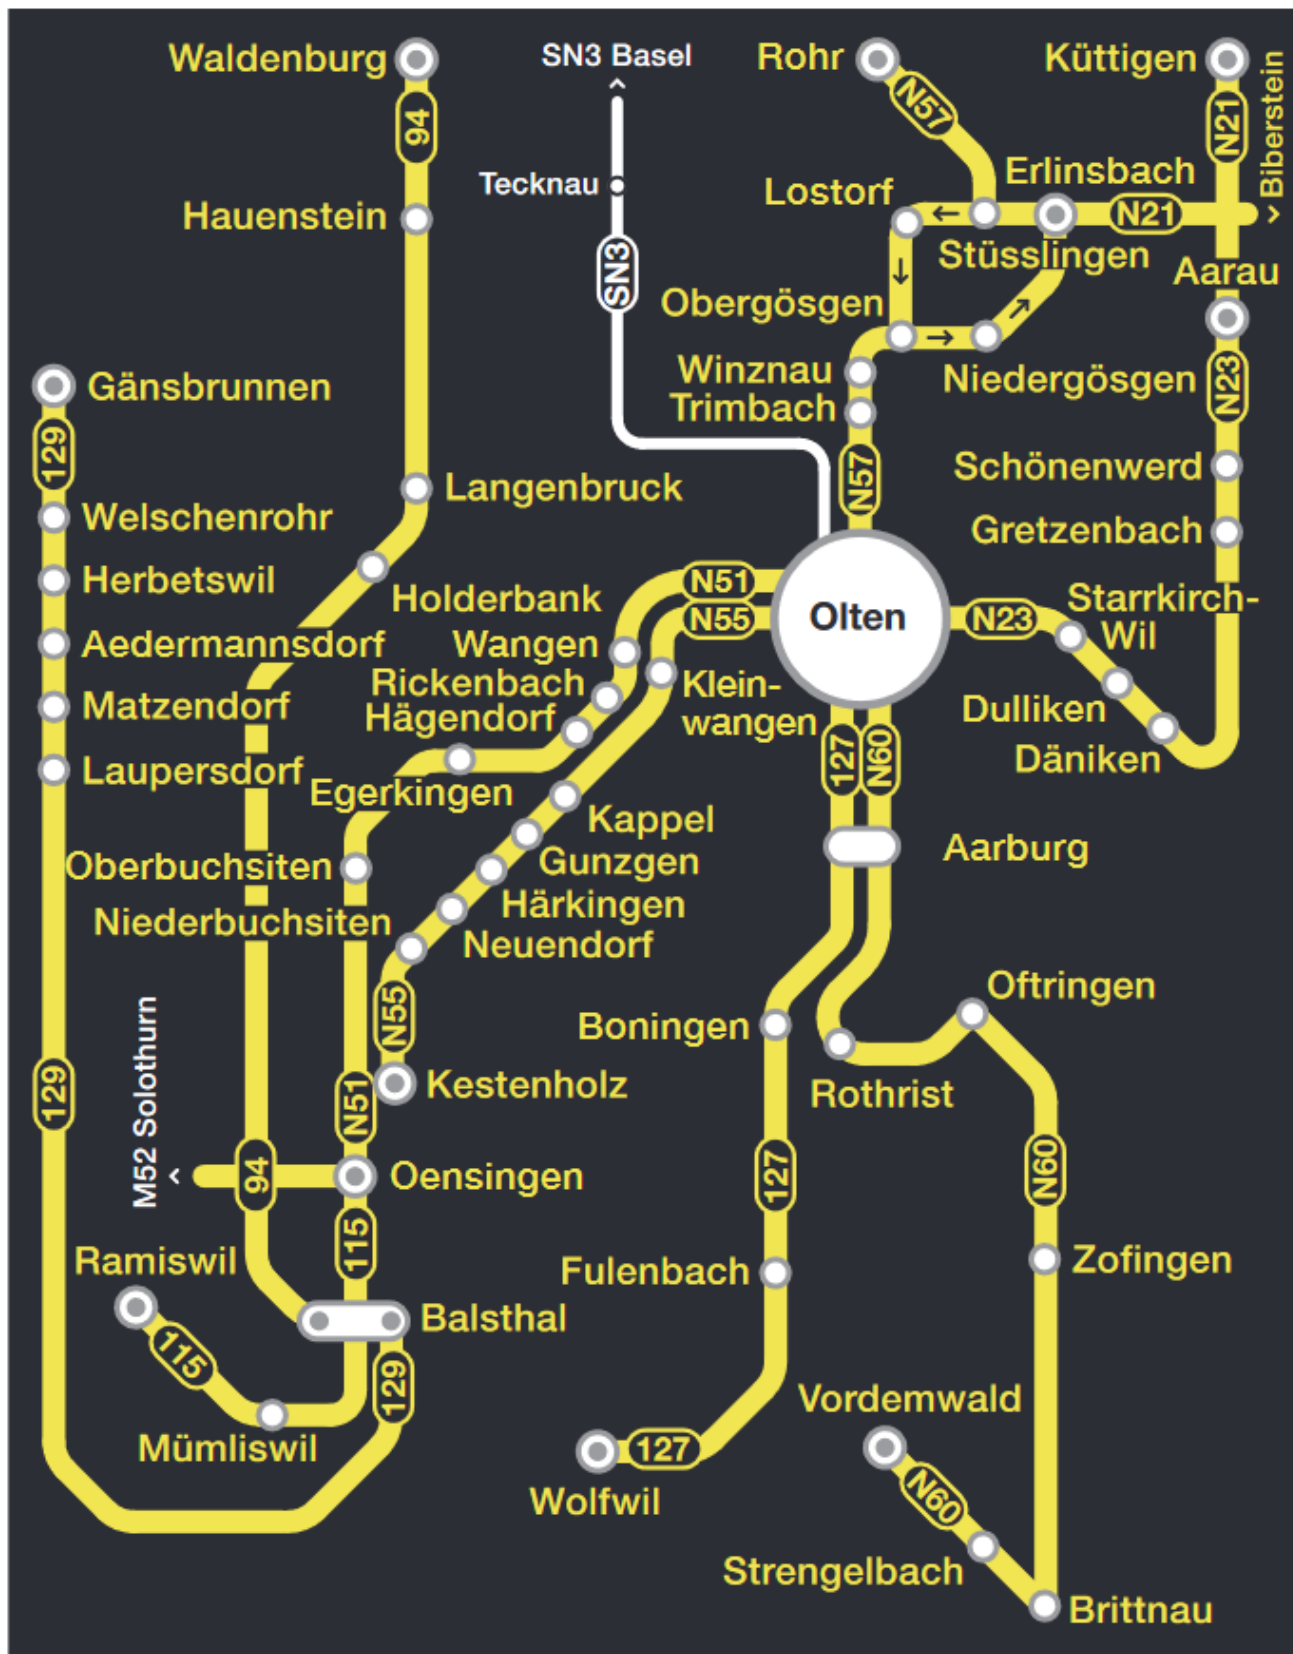 Waldenburg
SN3 Basel
Rohr
Küttigen
94
N57
N21
Biberstein
Tecknau
Erlinsbach
Hauenstein
Lostorf
N21
SN3
Stüsslingen
Aarau
Obergösgen
Winznau
Niedergösgen
N23
Gänsbrunnen
Trimbach
129
Langenbruck
N57
Schönenwerd
Welschenrohr
Gretzenbach
Herbetswil
Holderbank
N51
N55
Olten
N23
Starrkirch-
Wil
Aedermannsdorf
Wangen
Rickenbach
Klein-
wangen
Matzendorf
Hägendorf
Dulliken
Däniken
127
N60
Laupersdorf
Egerkingen
Kappel
Aarburg
Oberbuchsiten
Gunzgen
Niederbuchsiten
Härkingen
Neuendorf
Oftringen
N55
Boningen
M52 Solothurn
129
N51
Kestenholz
Rothrist
94
Oensingen
127
N60
115
Ramiswil
Fulenbach
Zofingen
Balsthal
115
129
Vordemwald
Mümliswil
127
Wolfwil
N60
Strengelbach
Brittnau